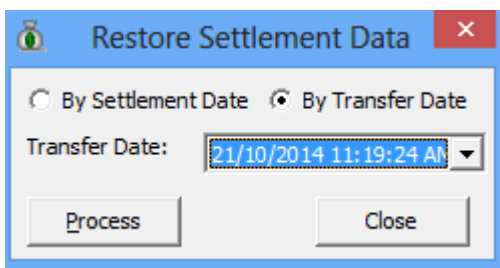 Restore Settlement Data
By Settlement Date By Transfer Date
Transfer Date: 21/10/2014 11:19:24 AM
Process Close